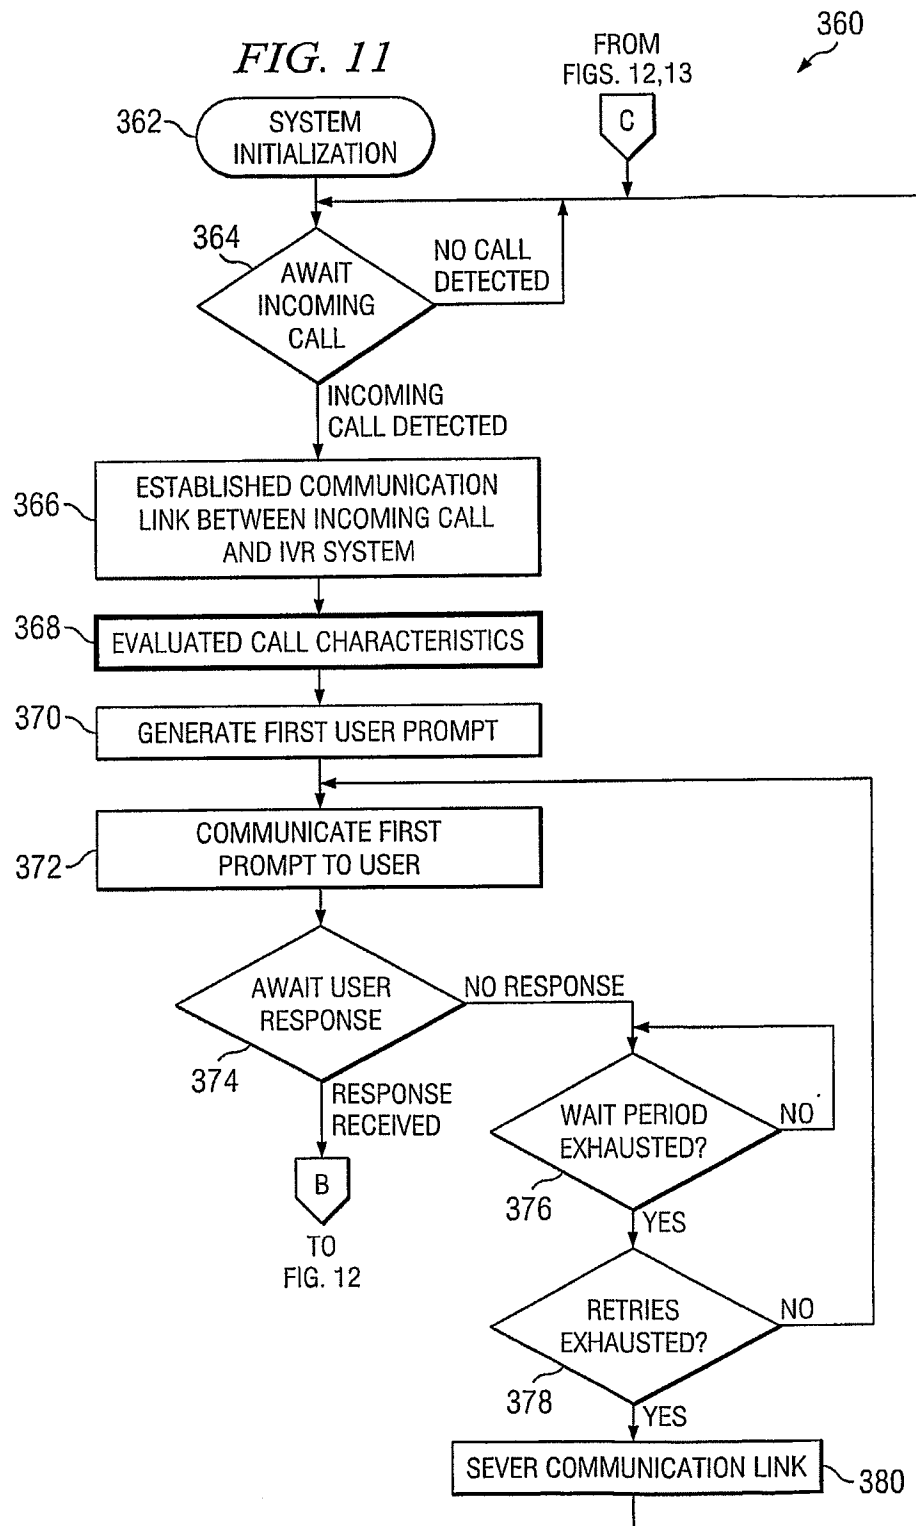 FIG. 11
360
FROM
FIGS. 12,13
C
362
SYSTEM
INITIALIZATION
364
AWAIT
INCOMING
CALL
NO CALL
DETECTED
INCOMING
CALL DETECTED
366
ESTABLISHED COMMUNICATION
LINK BETWEEN INCOMING CALL
AND IVR SYSTEM
368
EVALUATED CALL CHARACTERISTICS
370
GENERATE FIRST USER PROMPT
372
COMMUNICATE FIRST
PROMPT TO USER
374
AWAIT USER
RESPONSE
NO RESPONSE
RESPONSE
RECEIVED
B
TO
FIG. 12
376
WAIT PERIOD
EXHAUSTED?
NO
YES
378
RETRIES
EXHAUSTED?
NO
YES
SEVER COMMUNICATION LINK
380